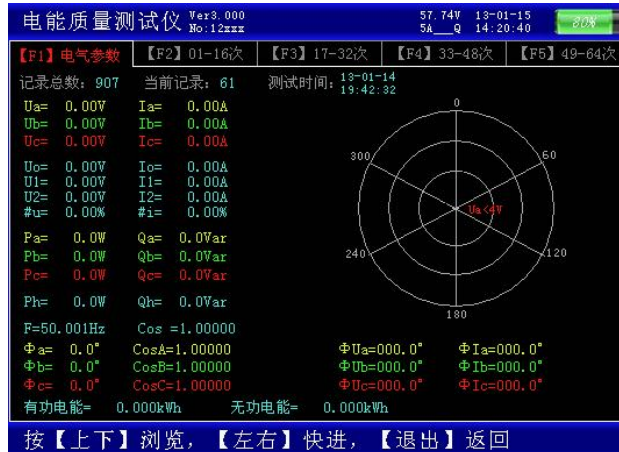 电能质量测试仪 Ver3.000 No:12xxx 57.74V 13-01-15 5A__Q 14:20:40 80%
【F1】电气参数 【F2】01-16次 【F3】17-32次 【F4】33-48次 【F5】49-64次
记录总数: 907 当前记录: 61 测试时间: 13-01-14 19:42:32
Ua= 0.00V Ia= 0.00A
Ub= 0.00V Ib= 0.00A
Uc= 0.00V Ic= 0.00A
Uo= 0.00V Io= 0.00A
U1= 0.00V I1= 0.00A
U2= 0.00V I2= 0.00A
#u= 0.00% #i= 0.00%
Pa= 0.0W Qa= 0.0Var
Pb= 0.0W Qb= 0.0Var
Pc= 0.0W Qc= 0.0Var
Ph= 0.0W Qh= 0.0Var
F=50.001Hz Cos =1.00000
0
300 60
Ua<4V
240 120
180
Φa= 0.0° CosA=1.00000 ΦUa=000.0° ΦIa=000.0°
Φb= 0.0° CosB=1.00000 ΦUb=000.0° ΦIb=000.0°
Φc= 0.0° CosC=1.00000 ΦUc=000.0° ΦIc=000.0°
有功电能= 0.000kWh 无功电能= 0.000kWh
按【上下】浏览, 【左右】快进, 【退出】返回